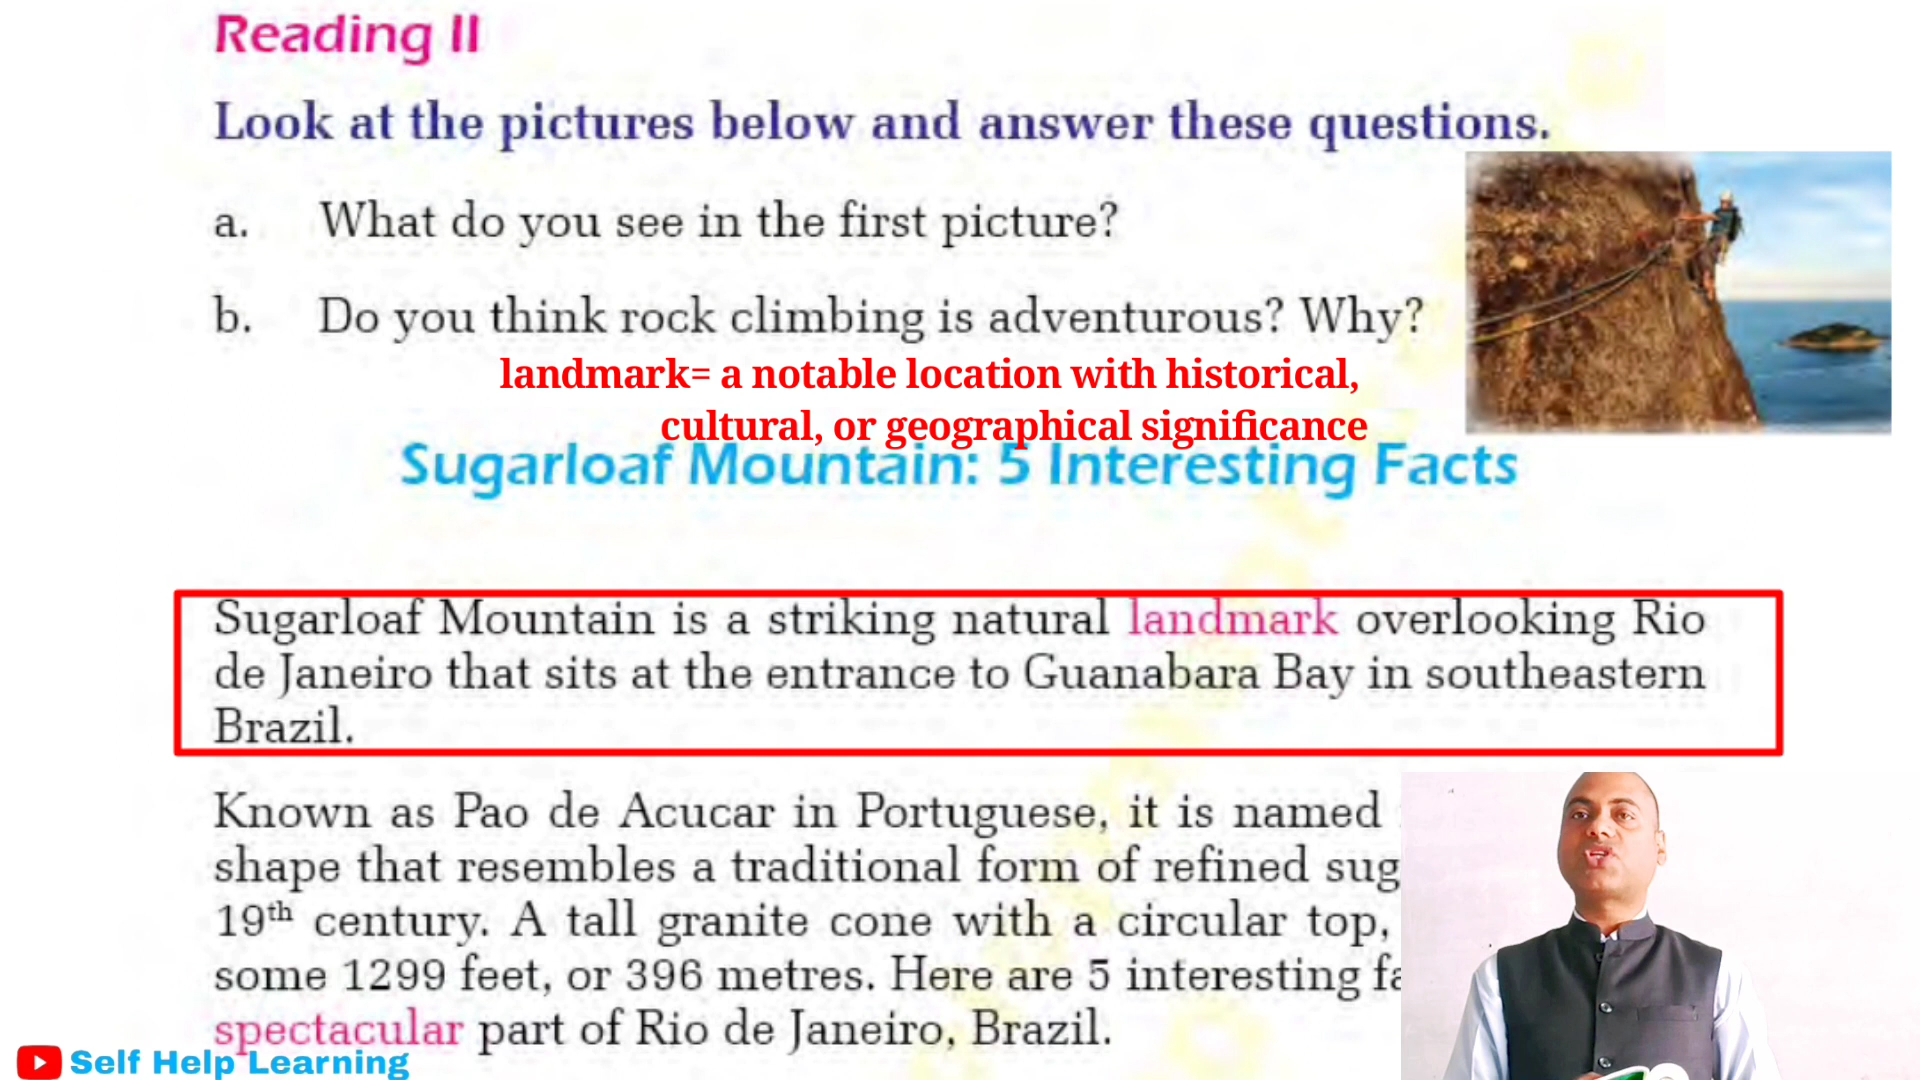 Reading II
Look at the pictures below and answer these questions.
a. What do you see in the first picture?
b. Do you think rock climbing is adventurous? Why?
landmark= a notable location with historical,
cultural, or geographical significance
Sugarloaf Mountain: 5 Interesting Facts
Sugarloaf Mountain is a striking natural landmark overlooking Rio
de Janeiro that sits at the entrance to Guanabara Bay in southeastern
Brazil.
Known as Pao de Acucar in Portuguese, it is named
shape that resembles a traditional form of refined
19th century. A tall granite cone with a circular top,
some 1299 feet, or 396 metres. Here are 5 interesting
spectacular part of Rio de Janeiro, Brazil.
Self Help Learning